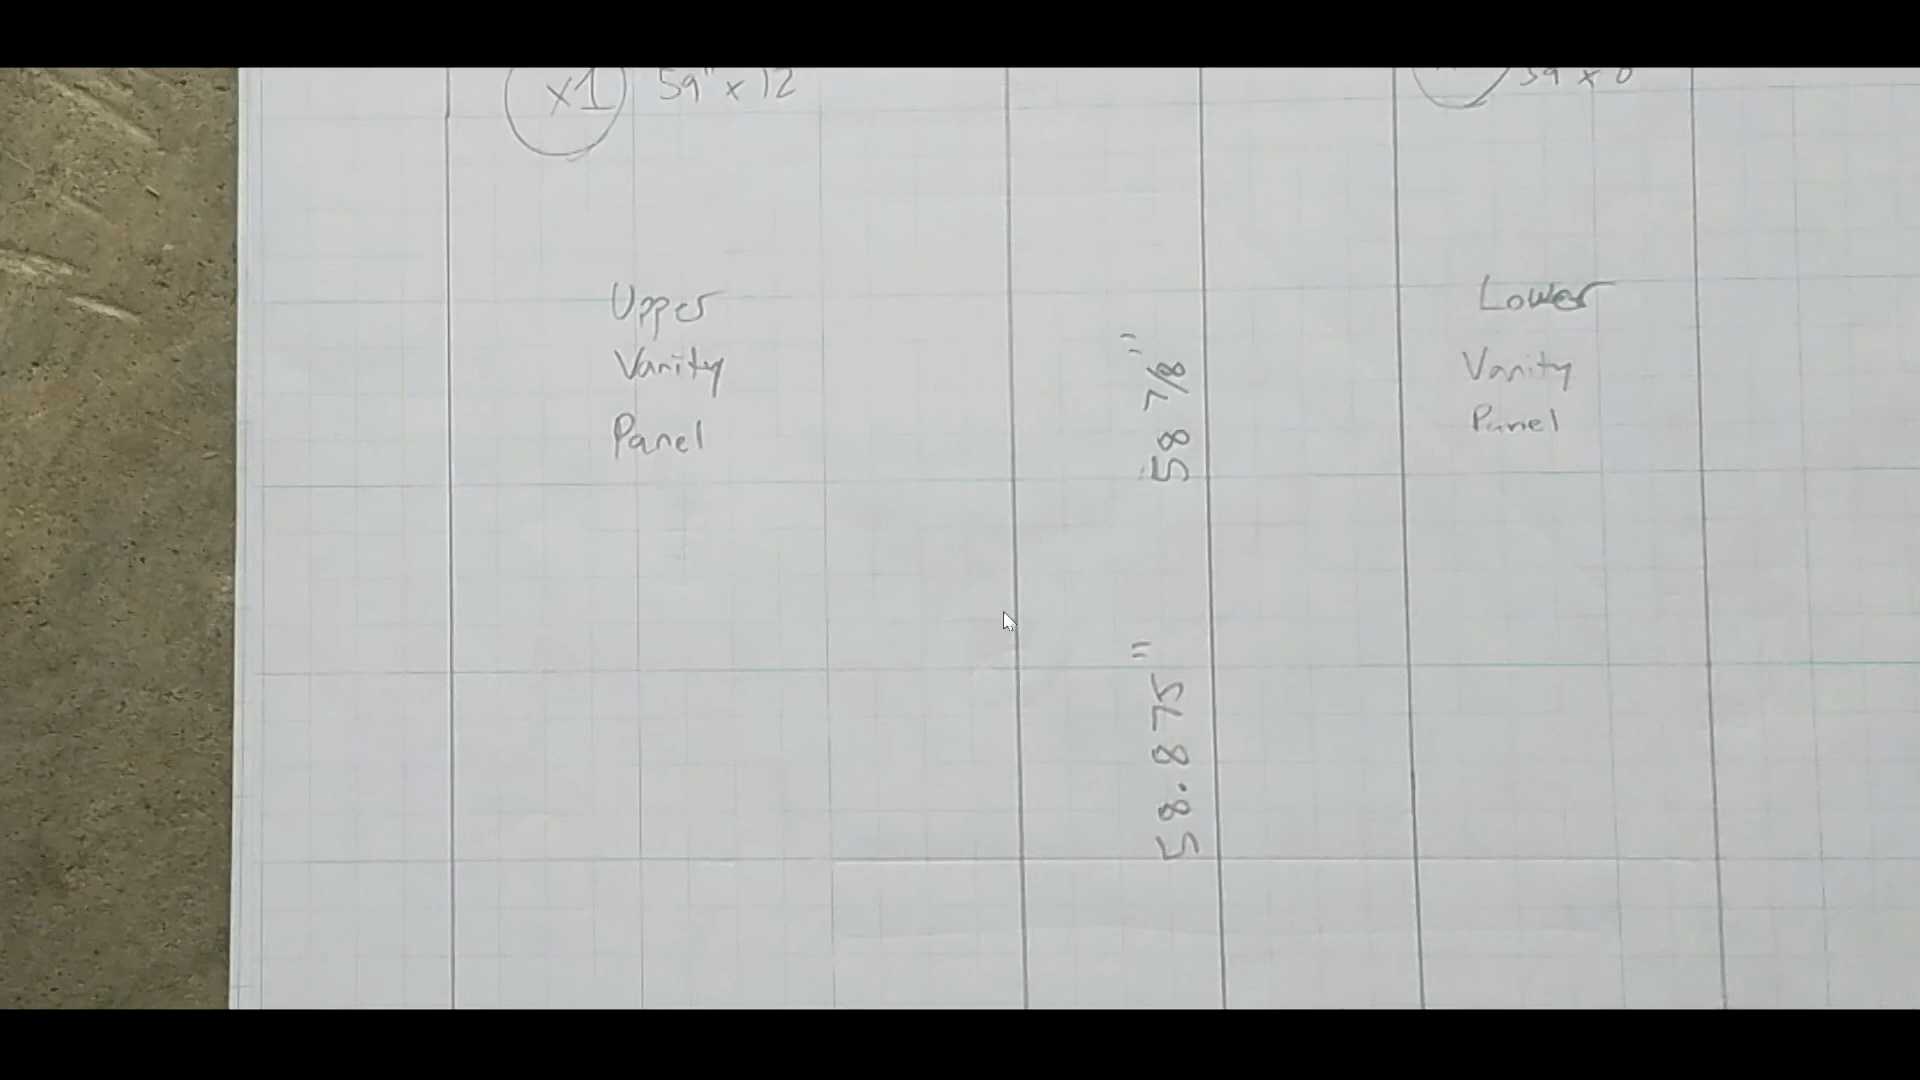 x1 59" x 12
Upper
Vanity
Panel
58 7/8"
58.875"
Lower
Vanity
Panel